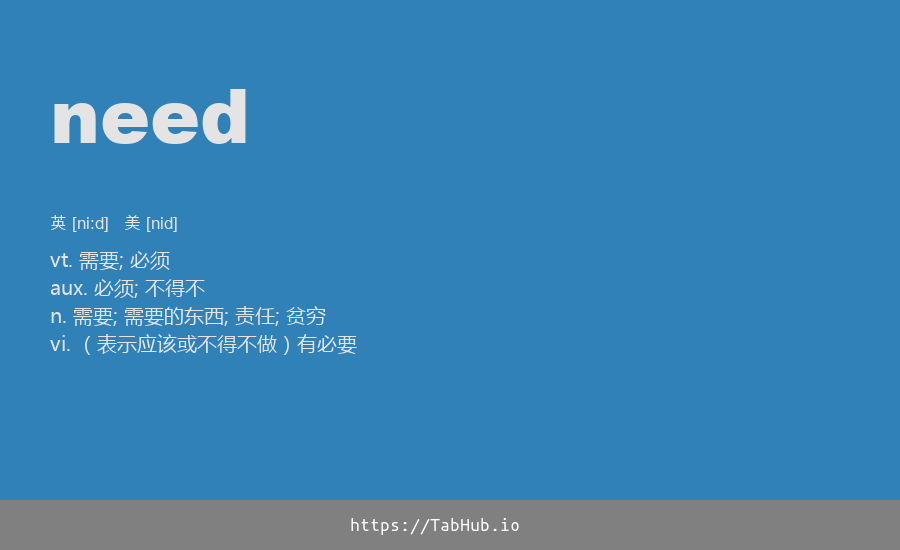 need
英 [niːd] 美 [nid]
vt. 需要; 必须
aux. 必须; 不得不
n. 需要; 需要的东西; 责任; 贫穷
vi. （表示应该或不得不做）有必要
https://TabHub.io